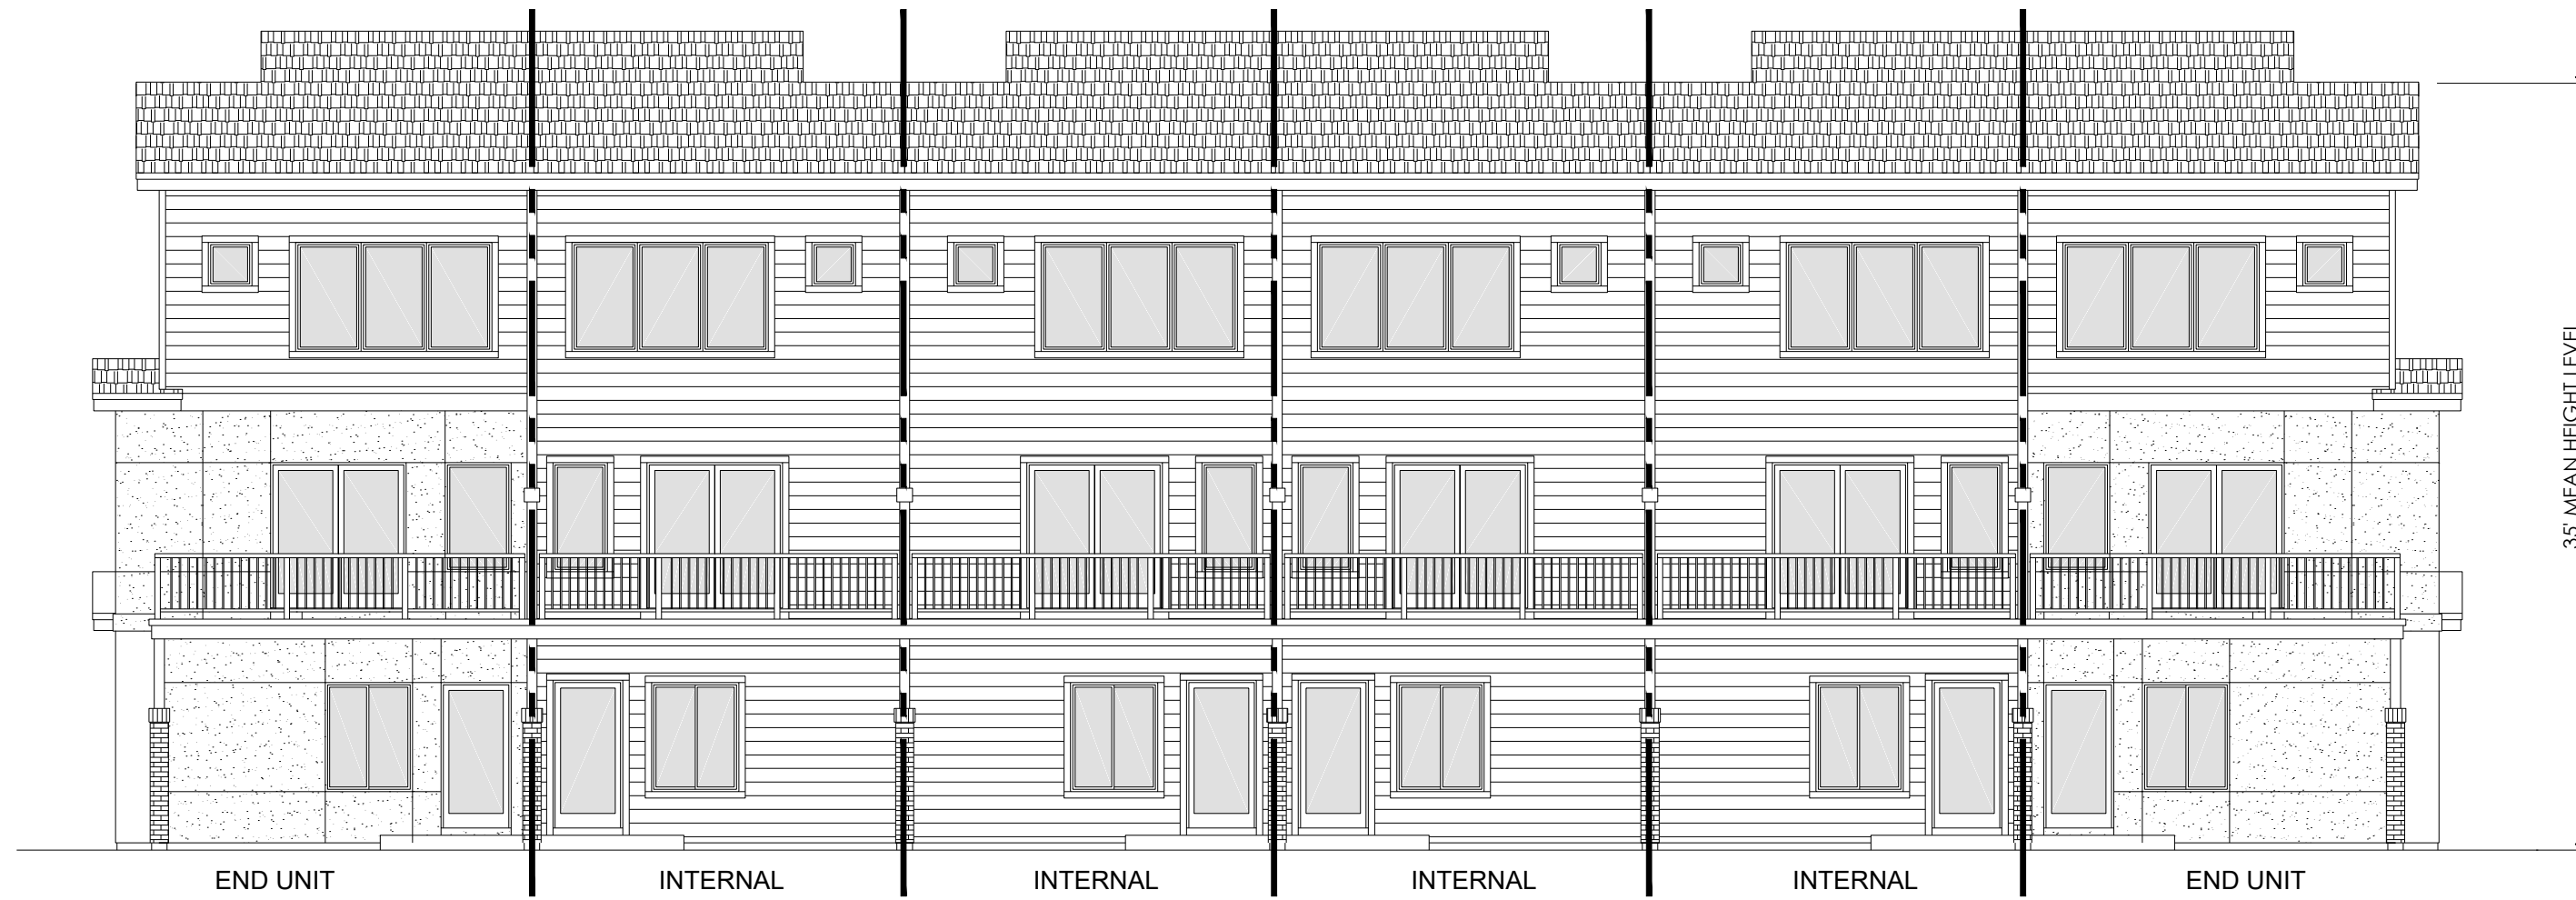 35' MEAN HEIGHT LEVEL
END UNIT
INTERNAL
INTERNAL
INTERNAL
INTERNAL
END UNIT